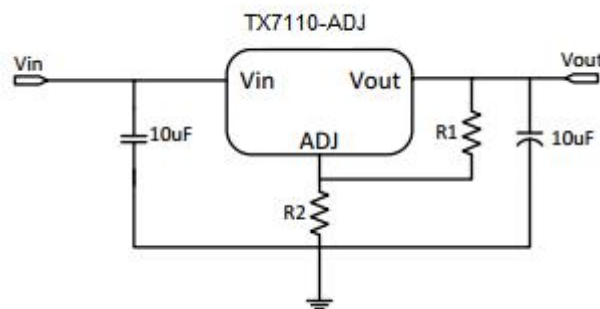 TX7110-ADJ
Vin
Vout
Vin
Vout
10uF
ADJ
R1
10uF
R2